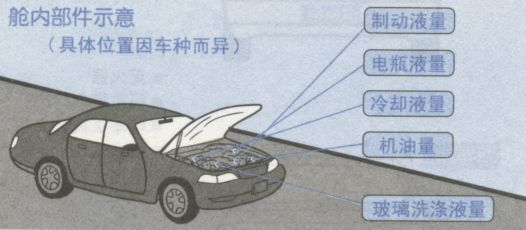 舱内部件示意
（具体位置因车种而异）
制动液量
电瓶液量
冷却液量
机油量
玻璃洗涤液量